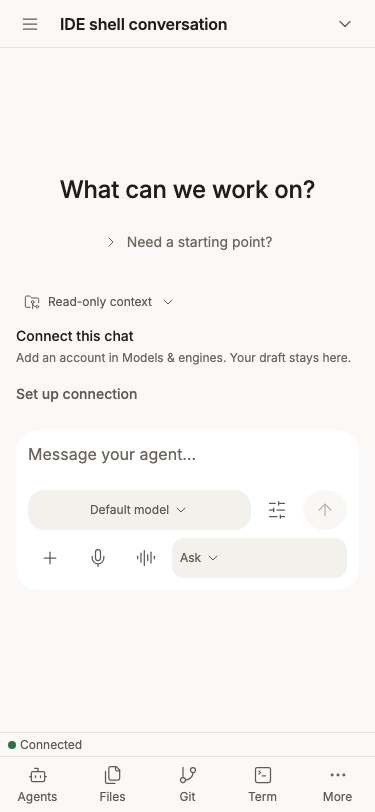 IDE shell conversation
What can we work on?
Need a starting point?
Read-only context
Connect this chat
Add an account in Models & engines. Your draft stays here.
Set up connection
Message your agent...
Default model
Ask
Connected
Agents Files Git Term More